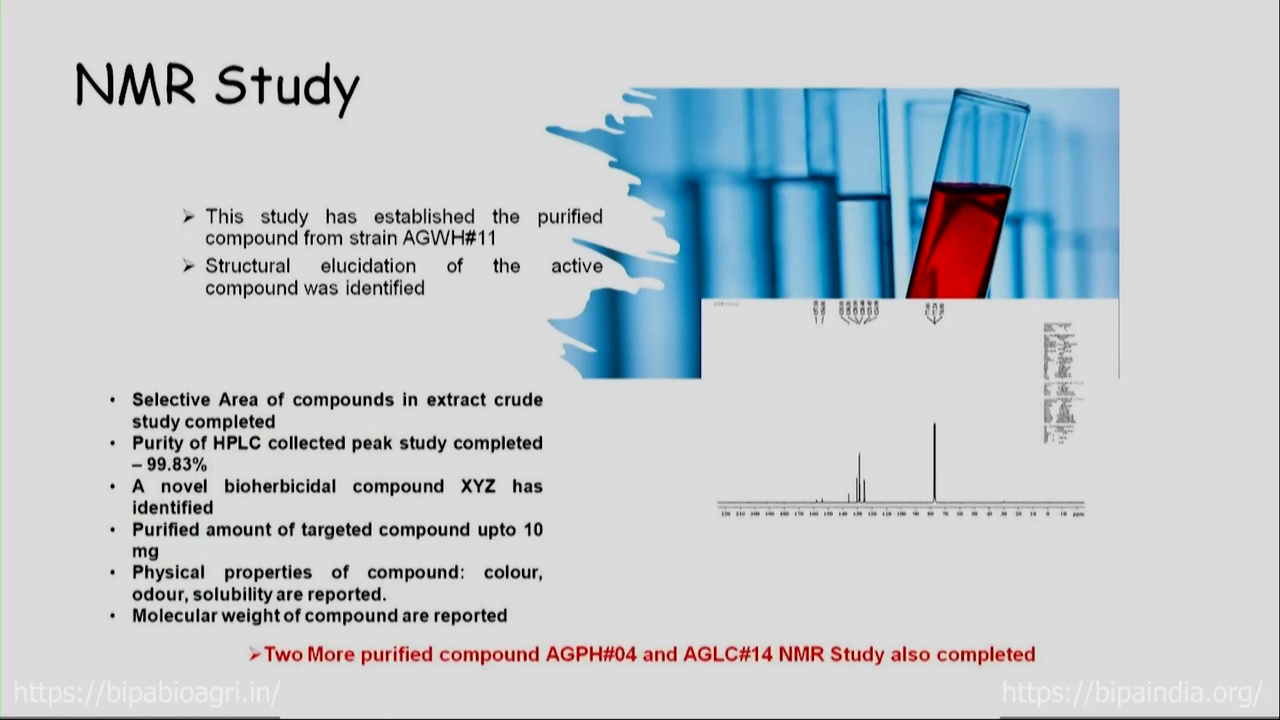 NMR Study
➢ This study has established the purified
compound from strain AGWH#11
➢ Structural elucidation of the active
compound was identified
• Selective Area of compounds in extract crude
study completed
• Purity of HPLC collected peak study completed
– 99.83%
• A novel bioherbicidal compound XYZ has
identified
• Purified amount of targeted compound upto 10
mg
• Physical properties of compound: colour,
odour, solubility are reported.
• Molecular weight of compound are reported
➢Two More purified compound AGPH#04 and AGLC#14 NMR Study also completed
https://bipabioagri.in/
https://bipaindia.org/